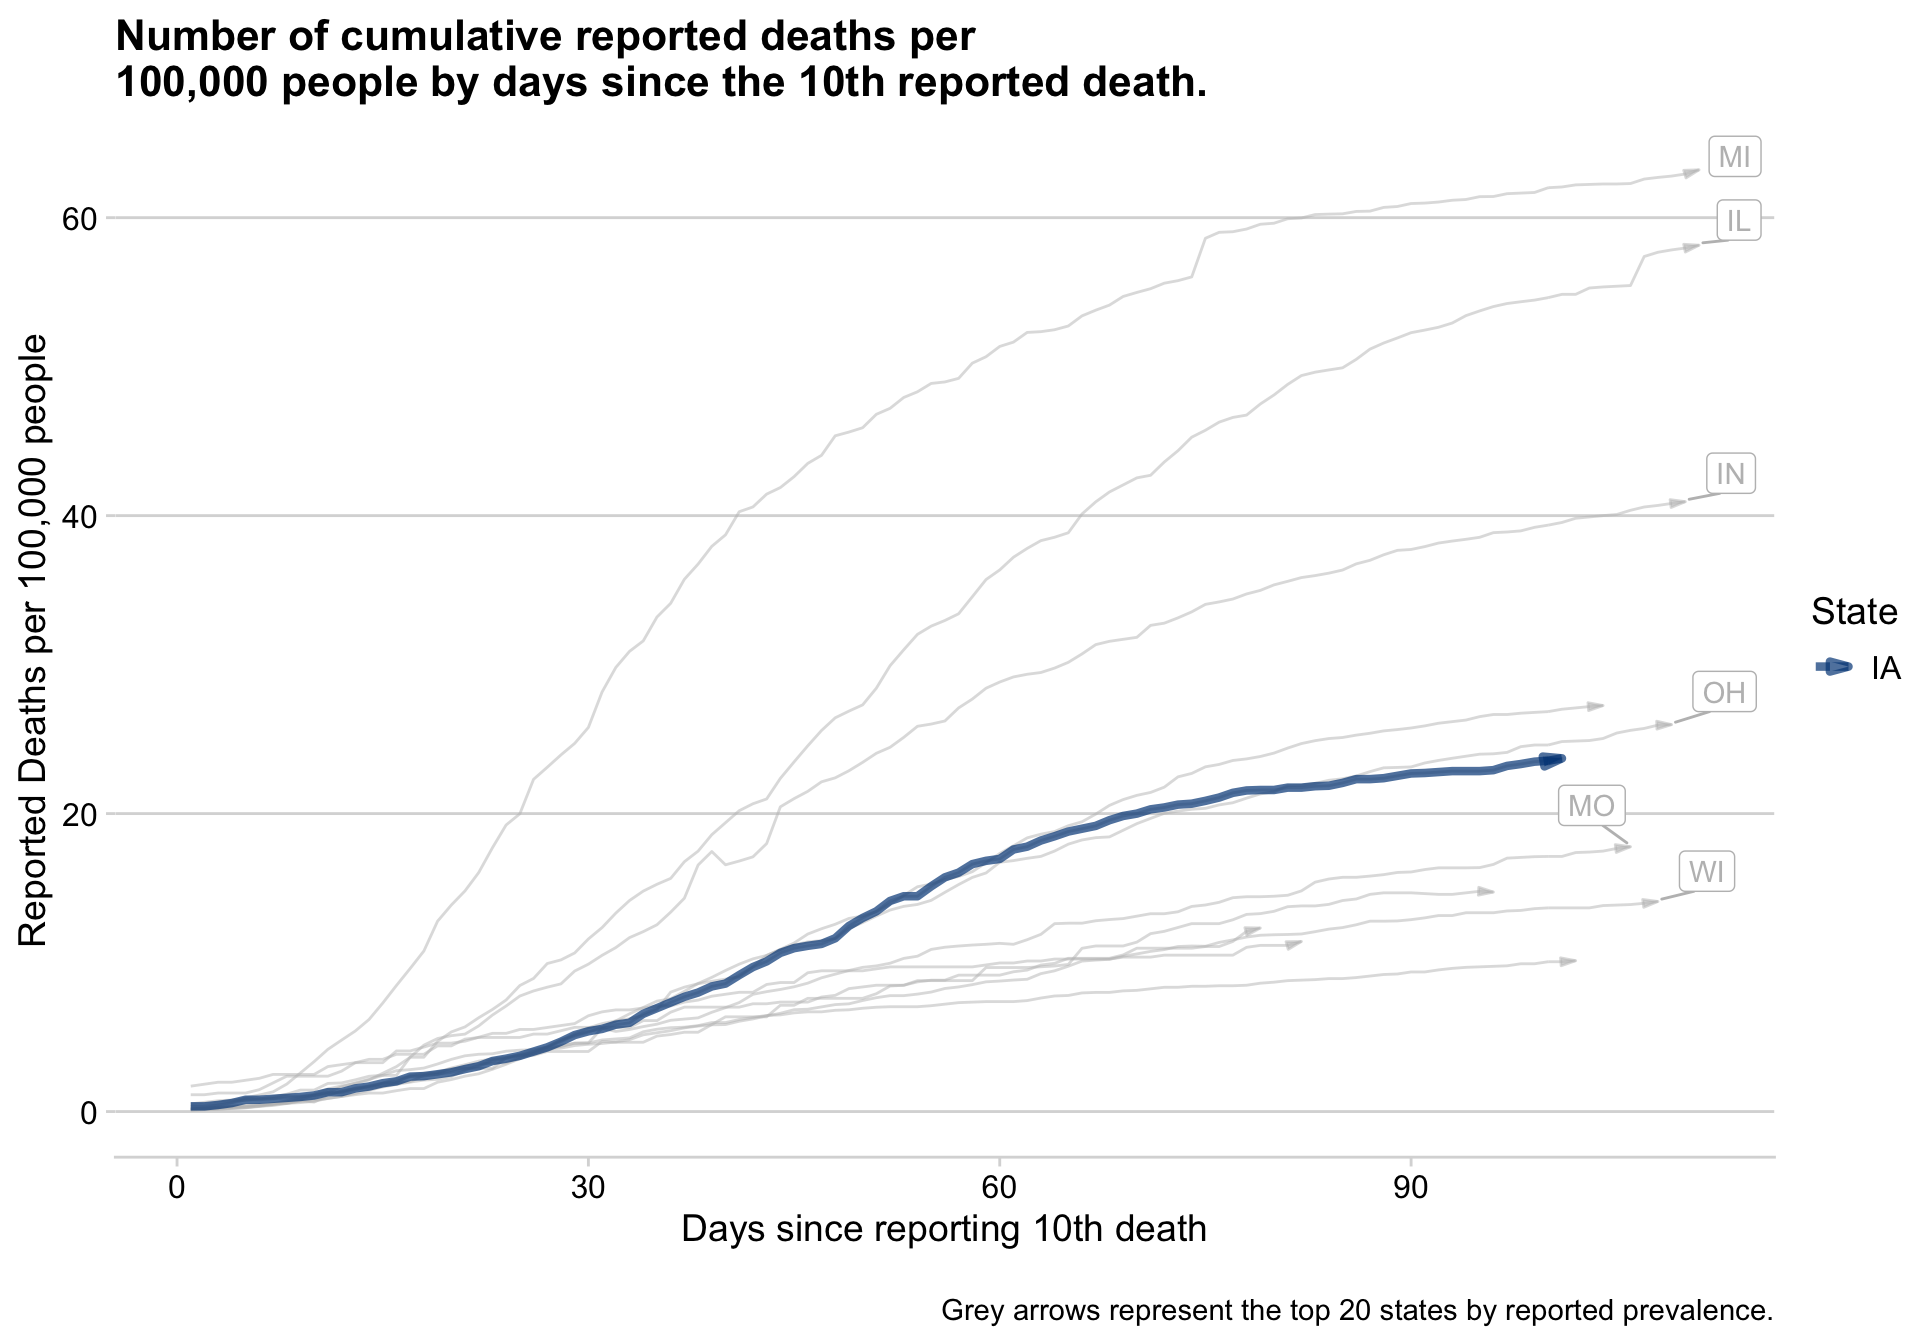 Number of cumulative reported deaths per
100,000 people by days since the 10th reported death.
MI
60
IL
Reported Deaths per 100,000 people
IN
40
State
IA
OH
20
MO
WI
0
0 30 60 90
Days since reporting 10th death
Grey arrows represent the top 20 states by reported prevalence.